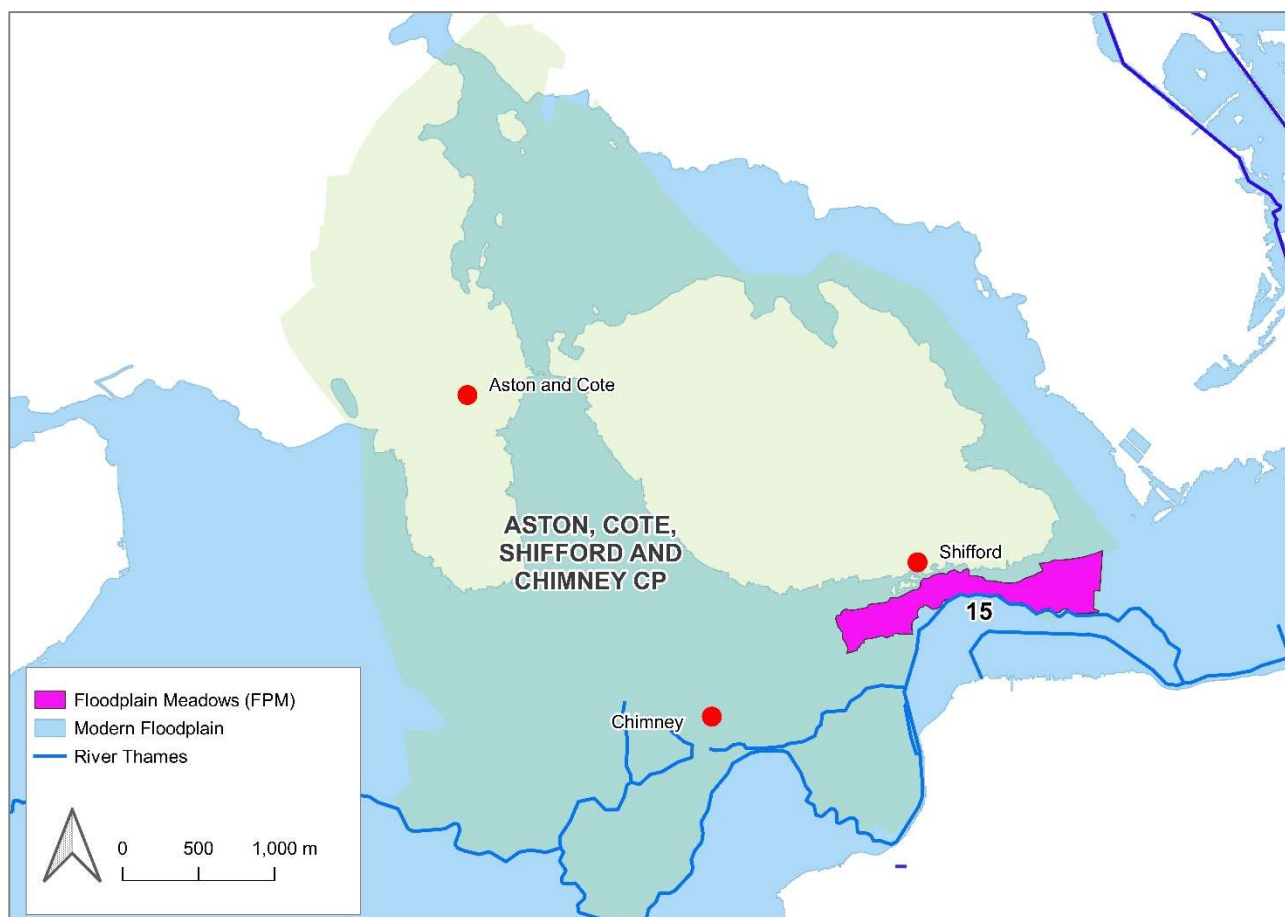 Aston and Cote
ASTON, COTE,
SHIFFORD AND
CHIMNEY CP
Shifford
15
Chimney
Floodplain Meadows (FPM)
Modern Floodplain
River Thames
0 500 1,000 m